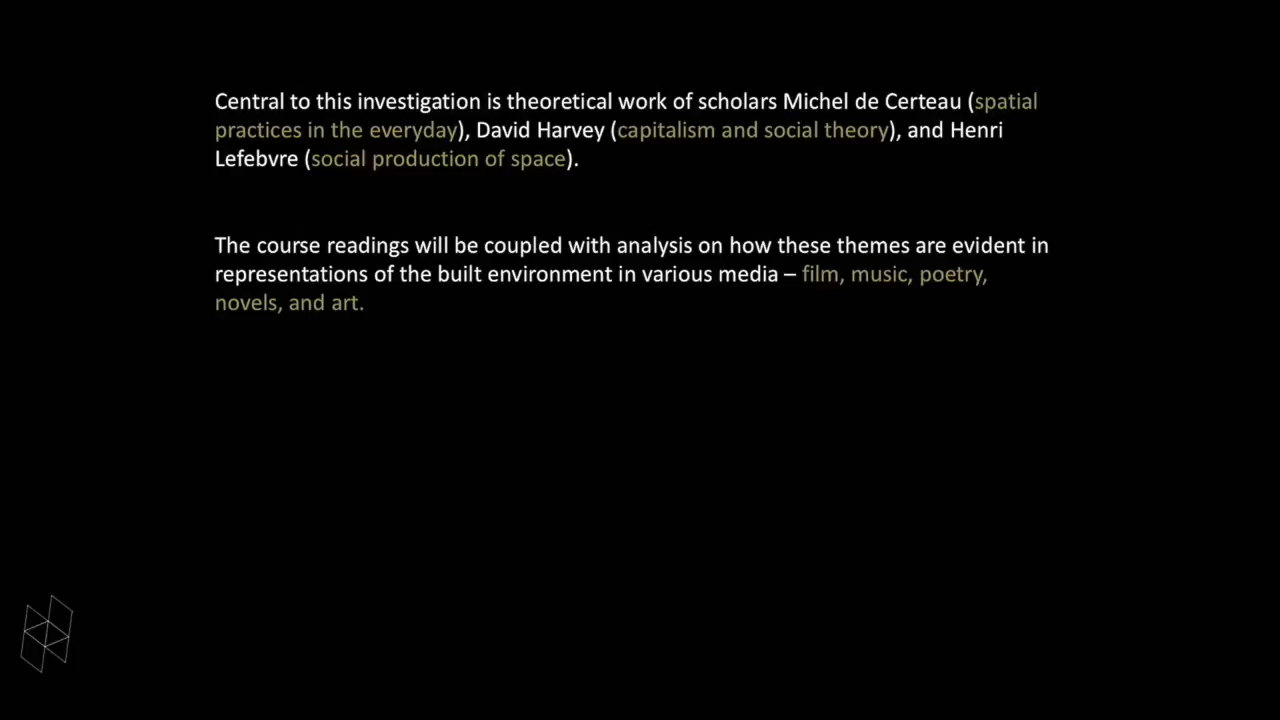 Central to this investigation is theoretical work of scholars Michel de Certeau (spatial
practices in the everyday), David Harvey (capitalism and social theory), and Henri
Lefebvre (social production of space).
The course readings will be coupled with analysis on how these themes are evident in
representations of the built environment in various media – film, music, poetry,
novels, and art.